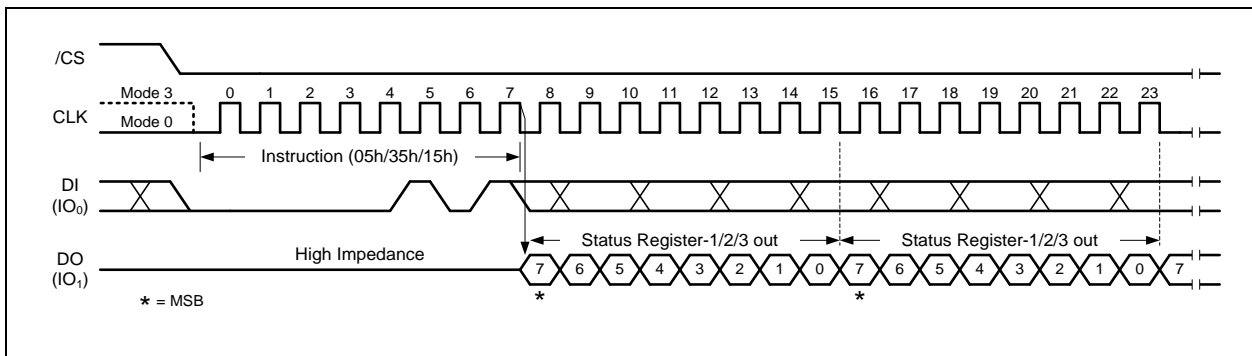 /CS
Mode 3
0 1 2 3 4 5 6 7 8 9 10 11 12 13 14 15 16 17 18 19 20 21 22 23
CLK
Mode 0
Instruction (05h/35h/15h)
DI
(IO₀)
Status Register-1/2/3 out Status Register-1/2/3 out
High Impedance
DO
(IO₁)
7 6 5 4 3 2 1 0 7 6 5 4 3 2 1 0 7
* *
* = MSB